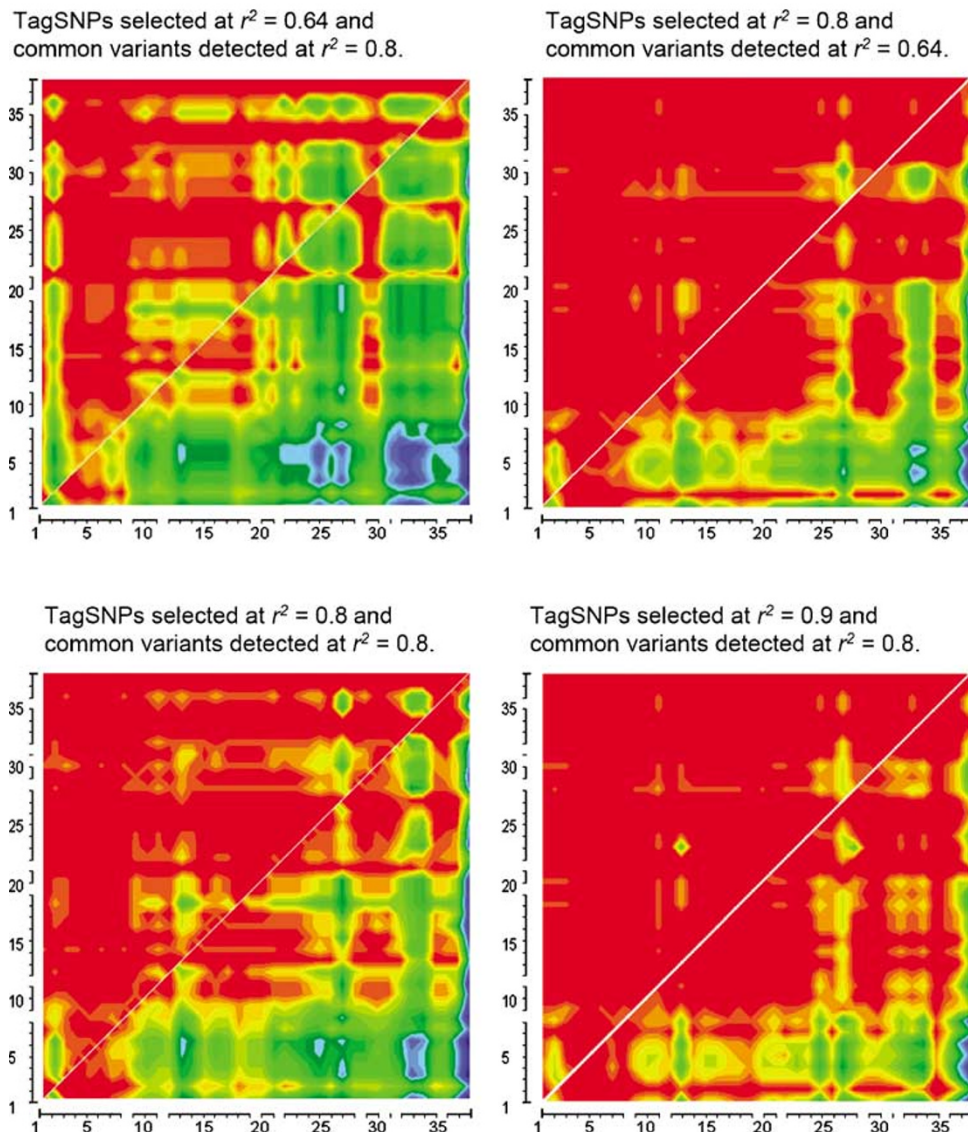 TagSNPs selected at r² = 0.64 and
common variants detected at r² = 0.8.
TagSNPs selected at r² = 0.8 and
common variants detected at r² = 0.64.
35
30
25
20
15
10
5
1
1 5 10 15 20 25 30 35
35
30
25
20
15
10
5
1
1 5 10 15 20 25 30 35
TagSNPs selected at r² = 0.8 and
common variants detected at r² = 0.8.
TagSNPs selected at r² = 0.9 and
common variants detected at r² = 0.8.
35
30
25
20
15
10
5
1
1 5 10 15 20 25 30 35
35
30
25
20
15
10
5
1
1 5 10 15 20 25 30 35